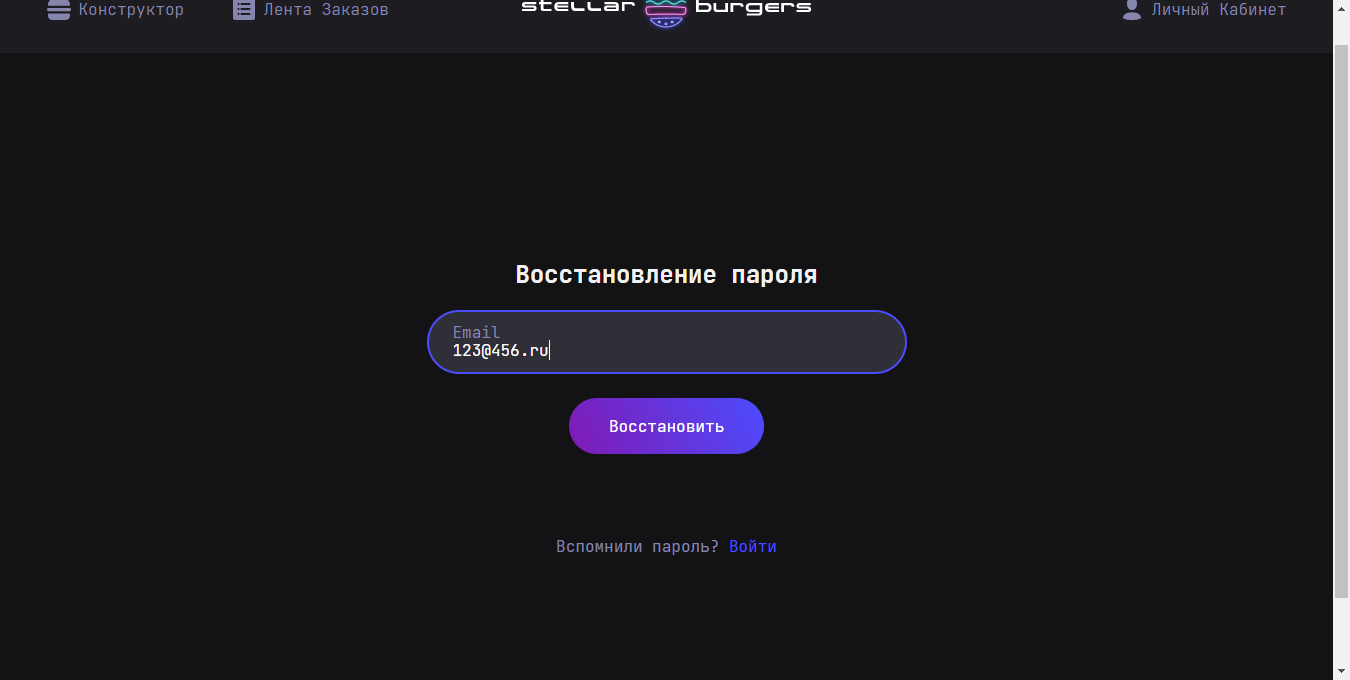 Конструктор
Лента Заказов
stellar burgers
Личный Кабинет
Восстановление пароля
Email
123@456.ru
Восстановить
Вспомнили пароль? Войти